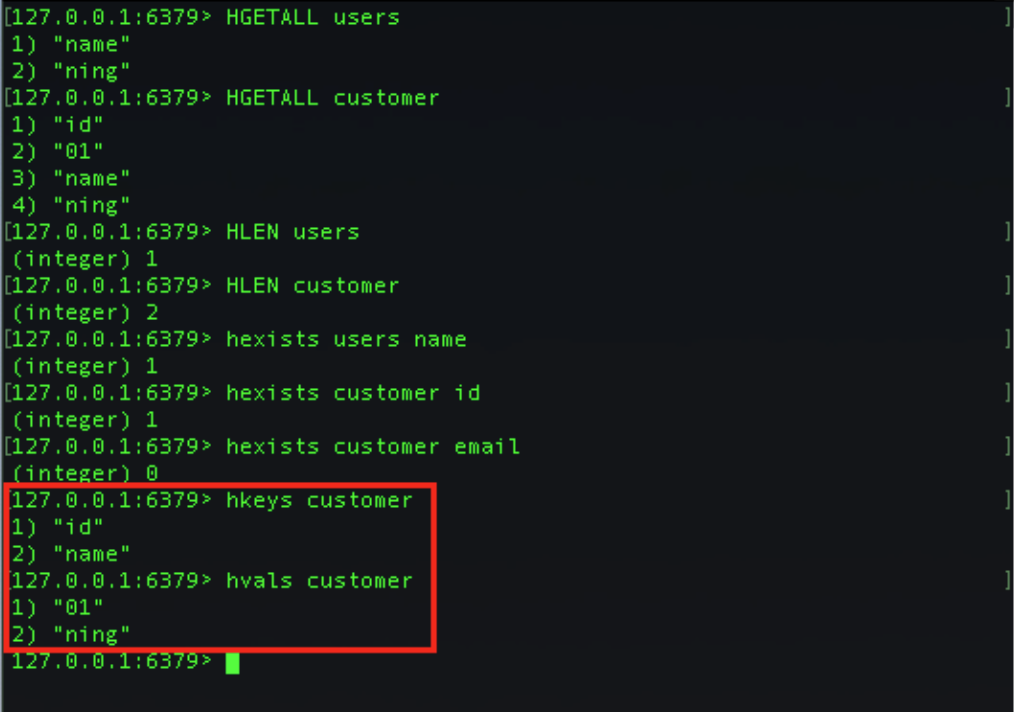 [127.0.0.1:6379> HGETALL users ]
1) "name"
2) "ning"
[127.0.0.1:6379> HGETALL customer ]
1) "id"
2) "01"
3) "name"
4) "ning"
[127.0.0.1:6379> HLEN users ]
(integer) 1
[127.0.0.1:6379> HLEN customer ]
(integer) 2
[127.0.0.1:6379> hexists users name ]
(integer) 1
[127.0.0.1:6379> hexists customer id ]
(integer) 1
[127.0.0.1:6379> hexists customer email ]
(integer) 0
[127.0.0.1:6379> hkeys customer ]
1) "id"
2) "name"
[127.0.0.1:6379> hvals customer ]
1) "01"
2) "ning"
127.0.0.1:6379>